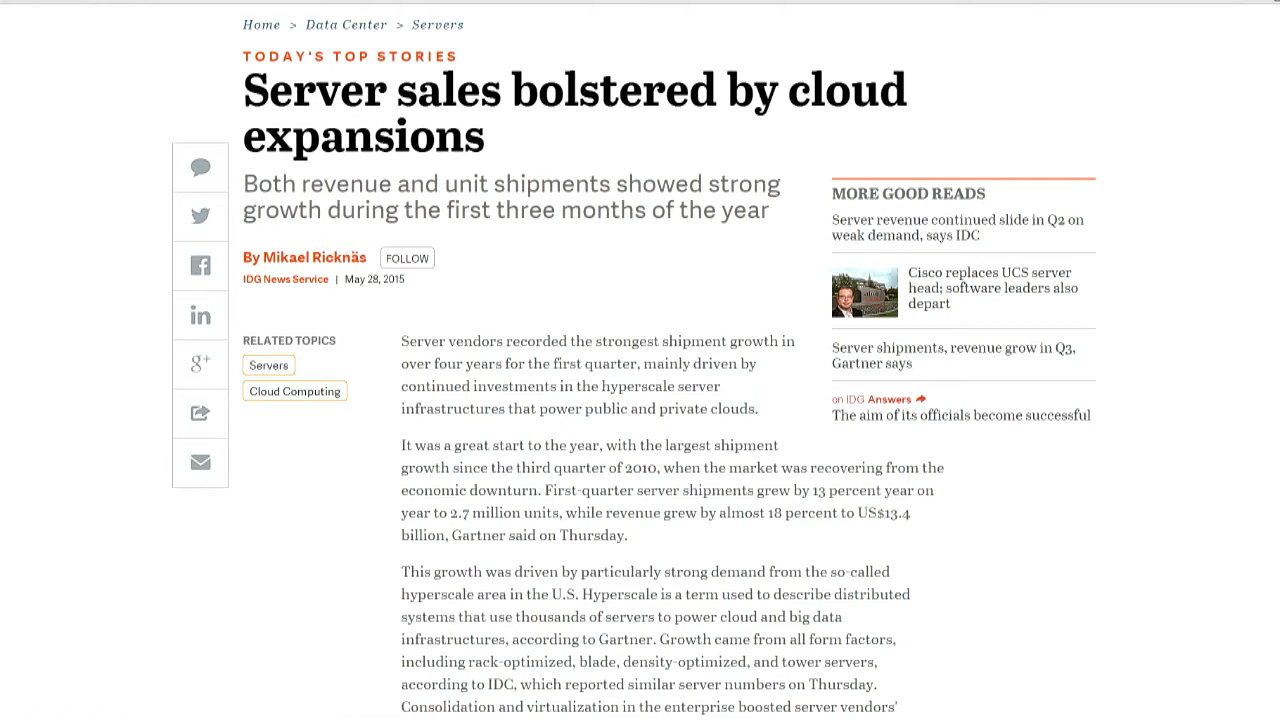 Home > Data Center > Servers
TODAY'S TOP STORIES
Server sales bolstered by cloud
expansions
Both revenue and unit shipments showed strong
growth during the first three months of the year
By Mikael Ricknäs FOLLOW
IDG News Service | May 28, 2015
in
g+
RELATED TOPICS
Servers
Cloud Computing
Server vendors recorded the strongest shipment growth in
over four years for the first quarter, mainly driven by
continued investments in the hyperscale server
infrastructures that power public and private clouds.
It was a great start to the year, with the largest shipment
growth since the third quarter of 2010, when the market was recovering from the
economic downturn. First-quarter server shipments grew by 13 percent year on
year to 2.7 million units, while revenue grew by almost 18 percent to US$13.4
billion, Gartner said on Thursday.
This growth was driven by particularly strong demand from the so-called
hyperscale area in the U.S. Hyperscale is a term used to describe distributed
systems that use thousands of servers to power cloud and big data
infrastructures, according to Gartner. Growth came from all form factors,
including rack-optimized, blade, density-optimized, and tower servers,
according to IDC, which reported similar server numbers on Thursday.
Consolidation and virtualization in the enterprise boosted server vendors'
MORE GOOD READS
Server revenue continued slide in Q2 on
weak demand, says IDC
Cisco replaces UCS server
head; software leaders also
depart
Server shipments, revenue grow in Q3,
Gartner says
on IDG Answers
The aim of its officials become successful